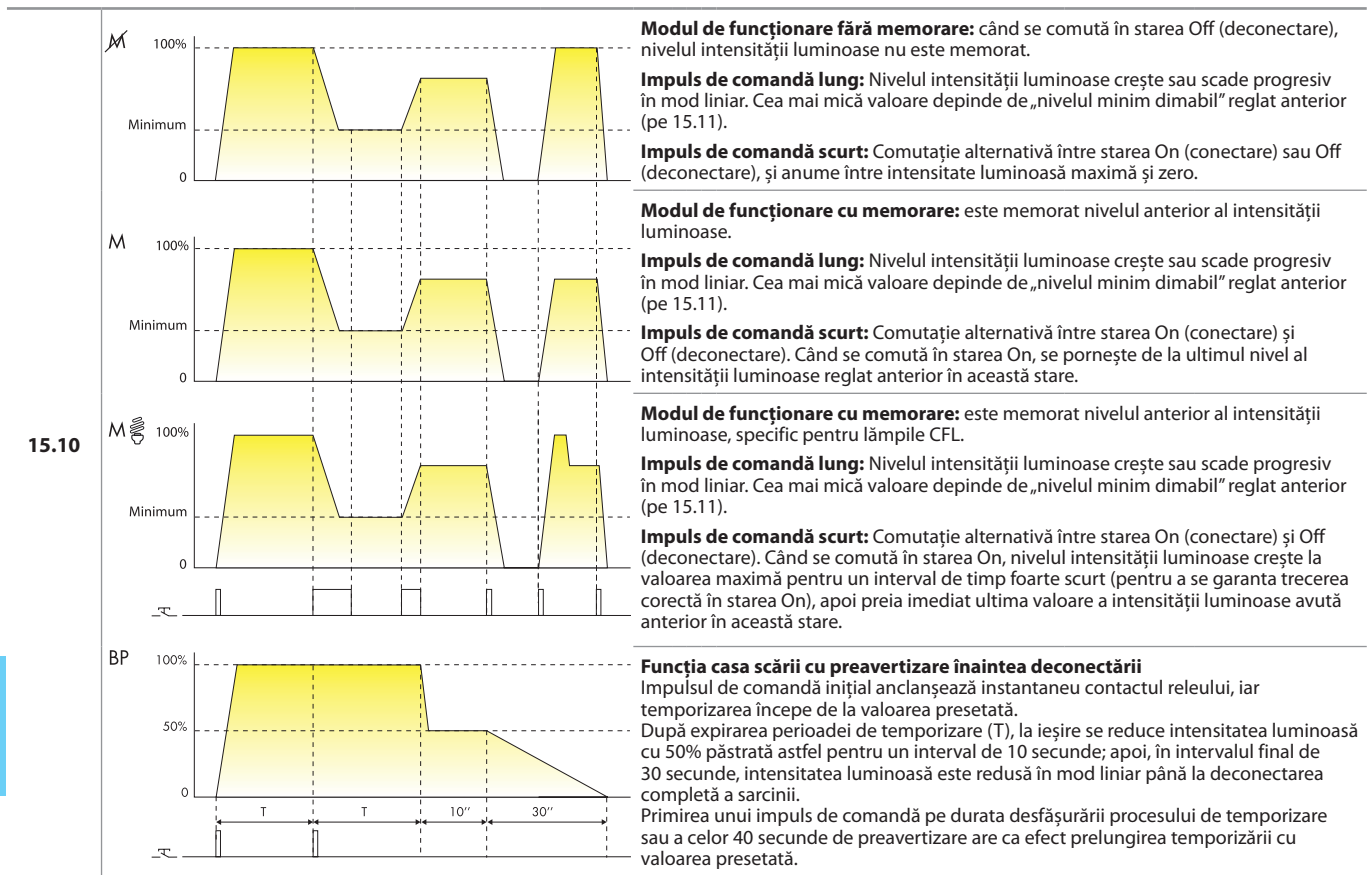 15.10
M
100%
Minimum
0
Modul de funcționare fără memorare: când se comută în starea Off (deconectare),
nivelul intensității luminoase nu este memorat.
Impuls de comandă lung: Nivelul intensității luminoase crește sau scade progresiv
în mod liniar. Cea mai mică valoare depinde de „nivelul minim dimabil" reglat anterior
(pe 15.11).
Impuls de comandă scurt: Comutație alternativă între starea On (conectare) sau Off
(deconectare), și anume între intensitate luminoasă maximă și zero.
M
100%
Minimum
0
Modul de funcționare cu memorare: este memorat nivelul anterior al intensității
luminoase.
Impuls de comandă lung: Nivelul intensității luminoase crește sau scade progresiv
în mod liniar. Cea mai mică valoare depinde de „nivelul minim dimabil" reglat anterior
(pe 15.11).
Impuls de comandă scurt: Comutație alternativă între starea On (conectare) și
Off (deconectare). Când se comută în starea On, se pornește de la ultimul nivel al
intensității luminoase reglat anterior în această stare.
M
100%
Minimum
0
Modul de funcționare cu memorare: este memorat nivelul anterior al intensității
luminoase, specific pentru lămpile CFL.
Impuls de comandă lung: Nivelul intensității luminoase crește sau scade progresiv
în mod liniar. Cea mai mică valoare depinde de „nivelul minim dimabil" reglat anterior
(pe 15.11).
Impuls de comandă scurt: Comutație alternativă între starea On (conectare) și Off
(deconectare). Când se comută în starea On, nivelul intensității luminoase crește la
valoarea maximă pentru un interval de timp foarte scurt (pentru a se garanta trecerea
corectă în starea On), apoi preia imediat ultima valoare a intensității luminoase avută
anterior în această stare.
BP
100%
50%
0
T T 10'' 30''
Funcția casa scării cu preavertizare înaintea deconectării
Impulsul de comandă inițial anclanșează instantaneu contactul releului, iar
temporizarea începe de la valoarea presetată.
După expirarea perioadei de temporizare (T), la ieșire se reduce intensitatea luminoasă
cu 50% păstrată astfel pentru un interval de 10 secunde; apoi, în intervalul final de
30 secunde, intensitatea luminoasă este redusă în mod liniar până la deconectarea
completă a sarcinii.
Primirea unui impuls de comandă pe durata desfășurării procesului de temporizare
sau a celor 40 secunde de preavertizare are ca efect prelungirea temporizării cu
valoarea presetată.